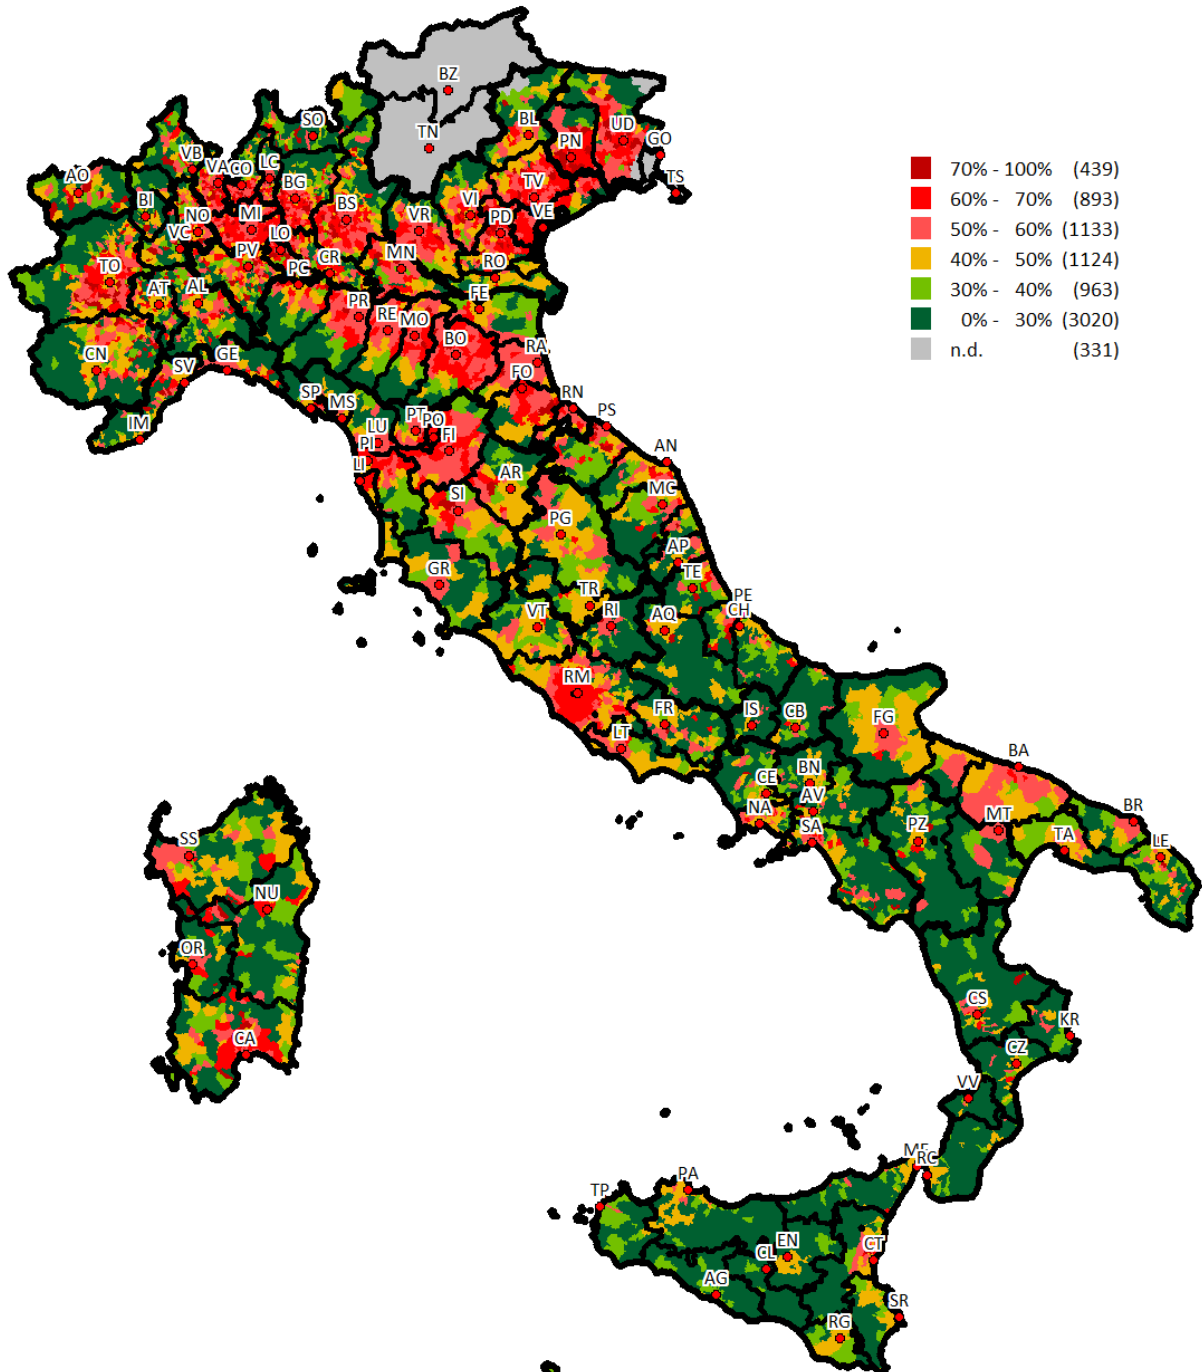 BZ
SO
BL
UD
TN
PN
GO
VB
VA
CO
LC
TS
AO
BG
TV
BI
NO
MI
BS
VI
VR
PD
VE
VC
LO
TO
PV
CR
MN
RO
PC
AT
AL
FE
PR
RE
MO
BO
RA
CN
SV
GE
FO
SP
MS
RN
PS
IM
LU
PT
PO
PI
FI
AN
LI
AR
SI
MC
PG
AP
GR
TE
TR
RI
PE
CH
VT
AQ
RM
FR
IS
CB
FG
LT
BA
CE
BN
NA
AV
SA
PZ
MT
BR
TA
LE
SS
NU
OR
CA
CS
KR
CZ
VV
ME
RC
PA
TP
EN
CL
CT
AG
SR
RG
70% - 100% (439)
60% - 70% (893)
50% - 60% (1133)
40% - 50% (1124)
30% - 40% (963)
0% - 30% (3020)
n.d. (331)